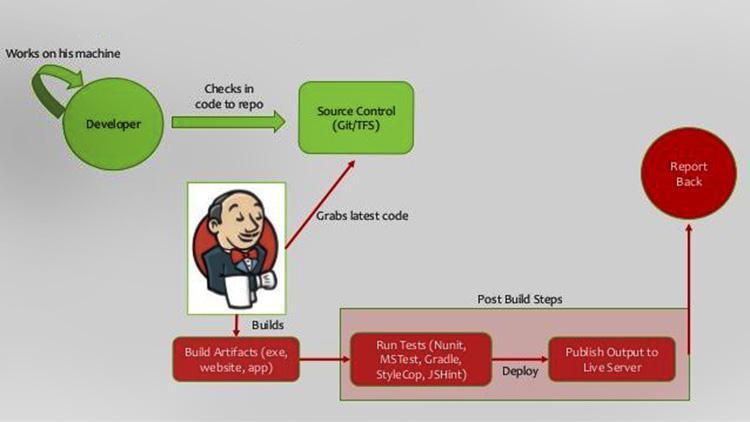 Works on his machine
Developer
Checks in
code to repo
Source Control
(Git/TFS)
Report
Back
Grabs latest code
Post Build Steps
Builds
Build Artifacts (exe,
website, app)
Run Tests (Nunit,
MSTest, Gradle,
StyleCop, JSHint)
Deploy
Publish Output to
Live Server